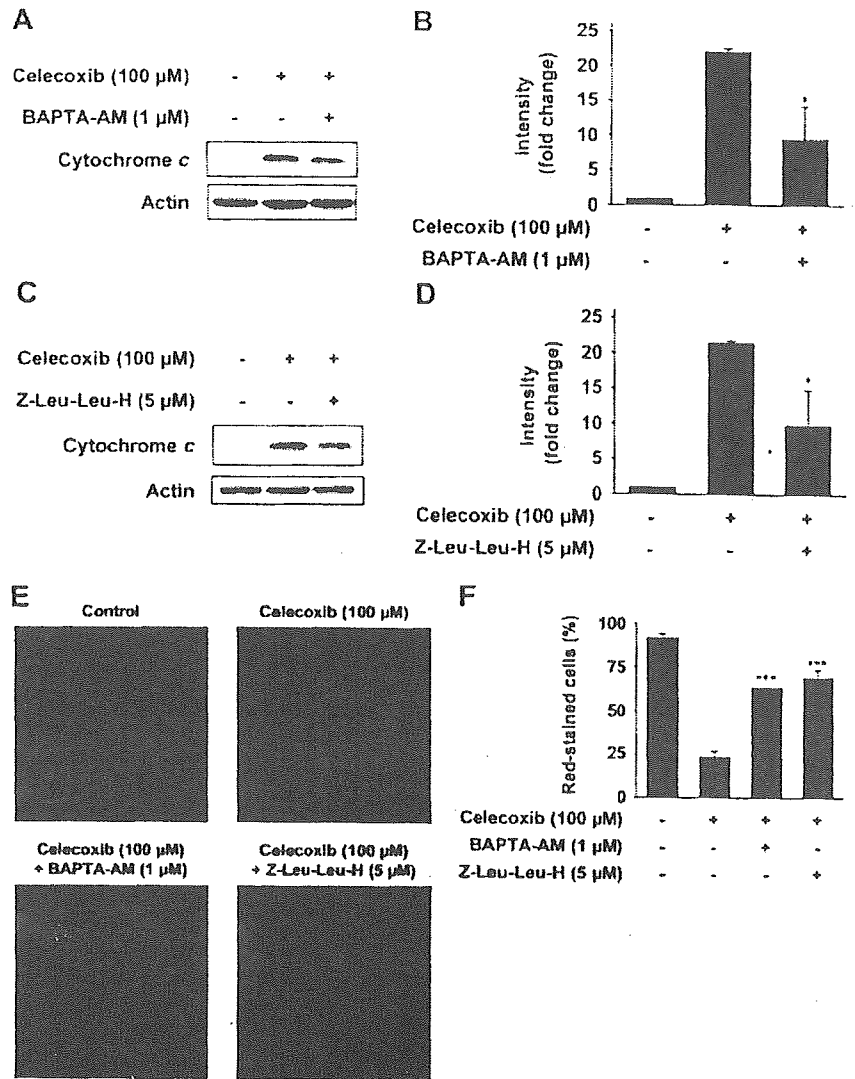 A
Celecoxib (100 µM) - + +
BAPTA-AM (1 µM) - - +
Cytochrome c
Actin
B
Intensity
(fold change)
25
20
15
10
5
0
*
Celecoxib (100 µM) - + +
BAPTA-AM (1 µM) - - +
C
Celecoxib (100 µM) - + +
Z-Leu-Leu-H (5 µM) - - +
Cytochrome c
Actin
D
Intensity
(fold change)
25
20
15
10
5
0
*
Celecoxib (100 µM) - + +
Z-Leu-Leu-H (5 µM) - - +
E
Control
Celecoxib (100 µM)
Celecoxib (100 µM)
+ BAPTA-AM (1 µM)
Celecoxib (100 µM)
+ Z-Leu-Leu-H (5 µM)
F
Red-stained cells (%)
100
75
50
25
0
***
***
Celecoxib (100 µM) - + + +
BAPTA-AM (1 µM) - - + -
Z-Leu-Leu-H (5 µM) - - - +